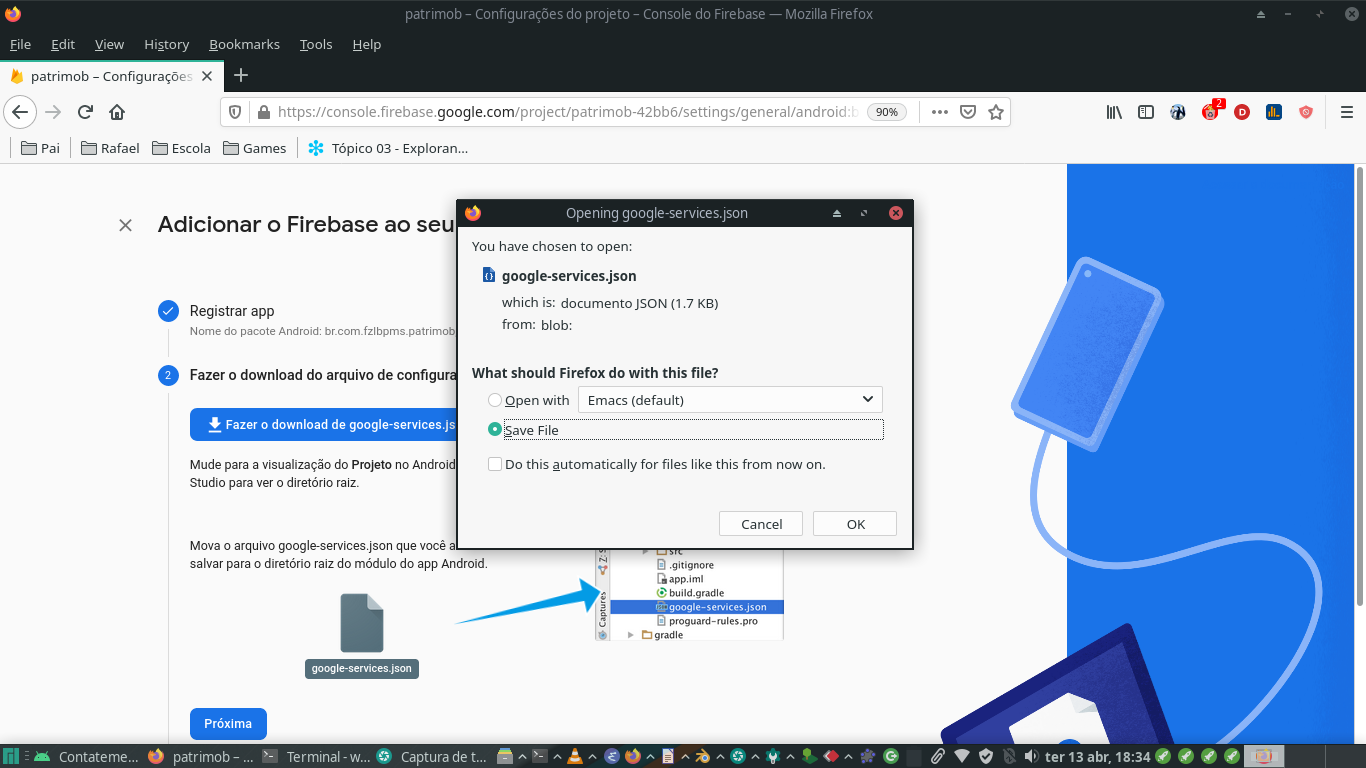 patrimob – Configurações do projeto – Console do Firebase — Mozilla Firefox
File Edit View History Bookmarks Tools Help
patrimob – Configurações
https://console.firebase.google.com/project/patrimob-42bb6/settings/general/android:b 90% 2
Pai Rafael Escola Games Tópico 03 - Exploran...
Adicionar o Firebase ao seu
Registrar app
Nome do pacote Android: br.com.fzlbpms.patrimob
2 Fazer o download do arquivo de configura
Fazer o download de google-services.js
Mude para a visualização do Projeto no Android
Studio para ver o diretório raiz.
Mova o arquivo google-services.json que você a
salvar para o diretório raiz do módulo do app Android.
google-services.json
Próxima
Opening google-services.json
You have chosen to open:
google-services.json
which is: documento JSON (1.7 KB)
from: blob:
What should Firefox do with this file?
Open with Emacs (default)
Save File
Do this automatically for files like this from now on.
Cancel OK
src
.gitignore
app.iml
build.gradle
google-services.json
proguard-rules.pro
gradle
Captures
Contateme... patrimob – ... Terminal - w... Captura de t... ter 13 abr, 18:34